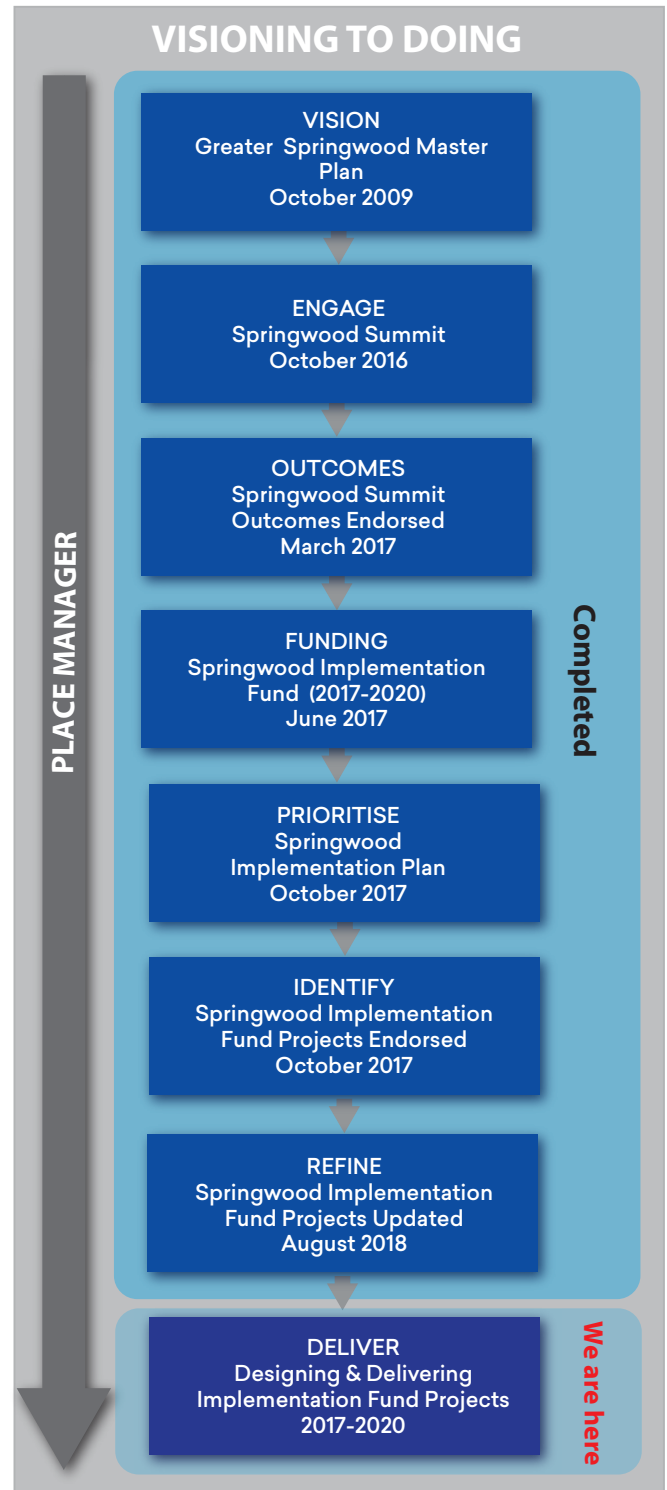 VISIONING TO DOING
PLACE MANAGER
VISION
Greater Springwood Master
Plan
October 2009
ENGAGE
Springwood Summit
October 2016
OUTCOMES
Springwood Summit
Outcomes Endorsed
March 2017
FUNDING
Springwood Implementation
Fund (2017-2020)
June 2017
PRIORITISE
Springwood
Implementation Plan
October 2017
IDENTIFY
Springwood Implementation
Fund Projects Endorsed
October 2017
REFINE
Springwood Implementation
Fund Projects Updated
August 2018
Completed
DELIVER
Designing & Delivering
Implementation Fund Projects
2017-2020
We are here